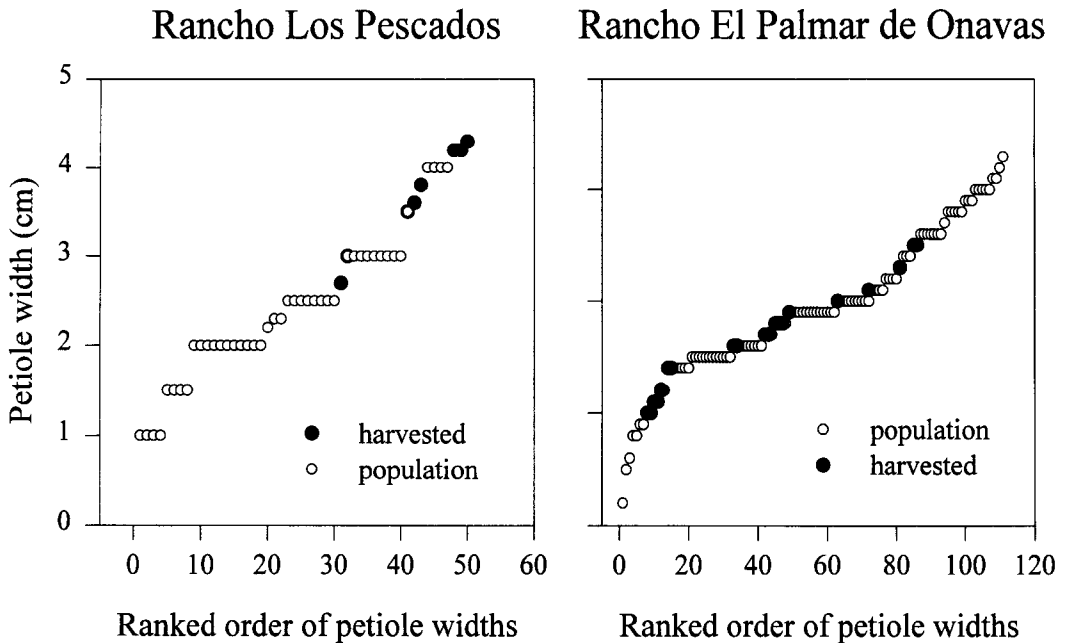 Rancho Los Pescados
Rancho El Palmar de Onavas
Petiole width (cm)
5
4
3
2
1
0
harvested
population
0 10 20 30 40 50 60
Ranked order of petiole widths
population
harvested
0 20 40 60 80 100 120
Ranked order of petiole widths